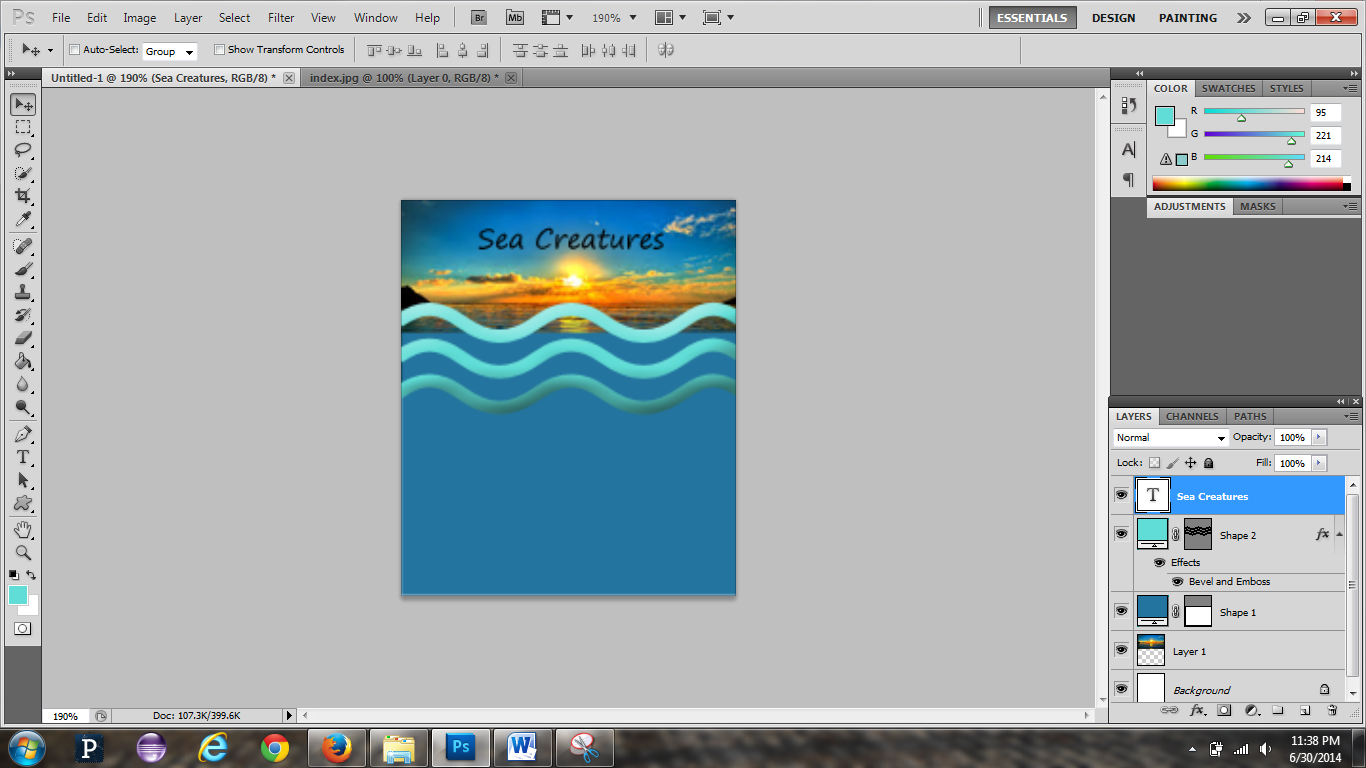 Ps File Edit Image Layer Select Filter View Window Help Br Mb 190% ESSENTIALS DESIGN PAINTING
Auto-Select: Group Show Transform Controls
Untitled-1 @ 190% (Sea Creatures, RGB/8) * index.jpg @ 100% (Layer 0, RGB/8) *
COLOR SWATCHES STYLES
R 95
G 221
B 214
ADJUSTMENTS MASKS
Sea Creatures
LAYERS CHANNELS PATHS
Normal Opacity: 100%
Lock: Fill: 100%
T Sea Creatures
Shape 2 fx
Effects
Bevel and Emboss
Shape 1
Layer 1
Background
190% Doc: 107.3K/399.6K
fx
P Ps W
11:38 PM
6/30/2014